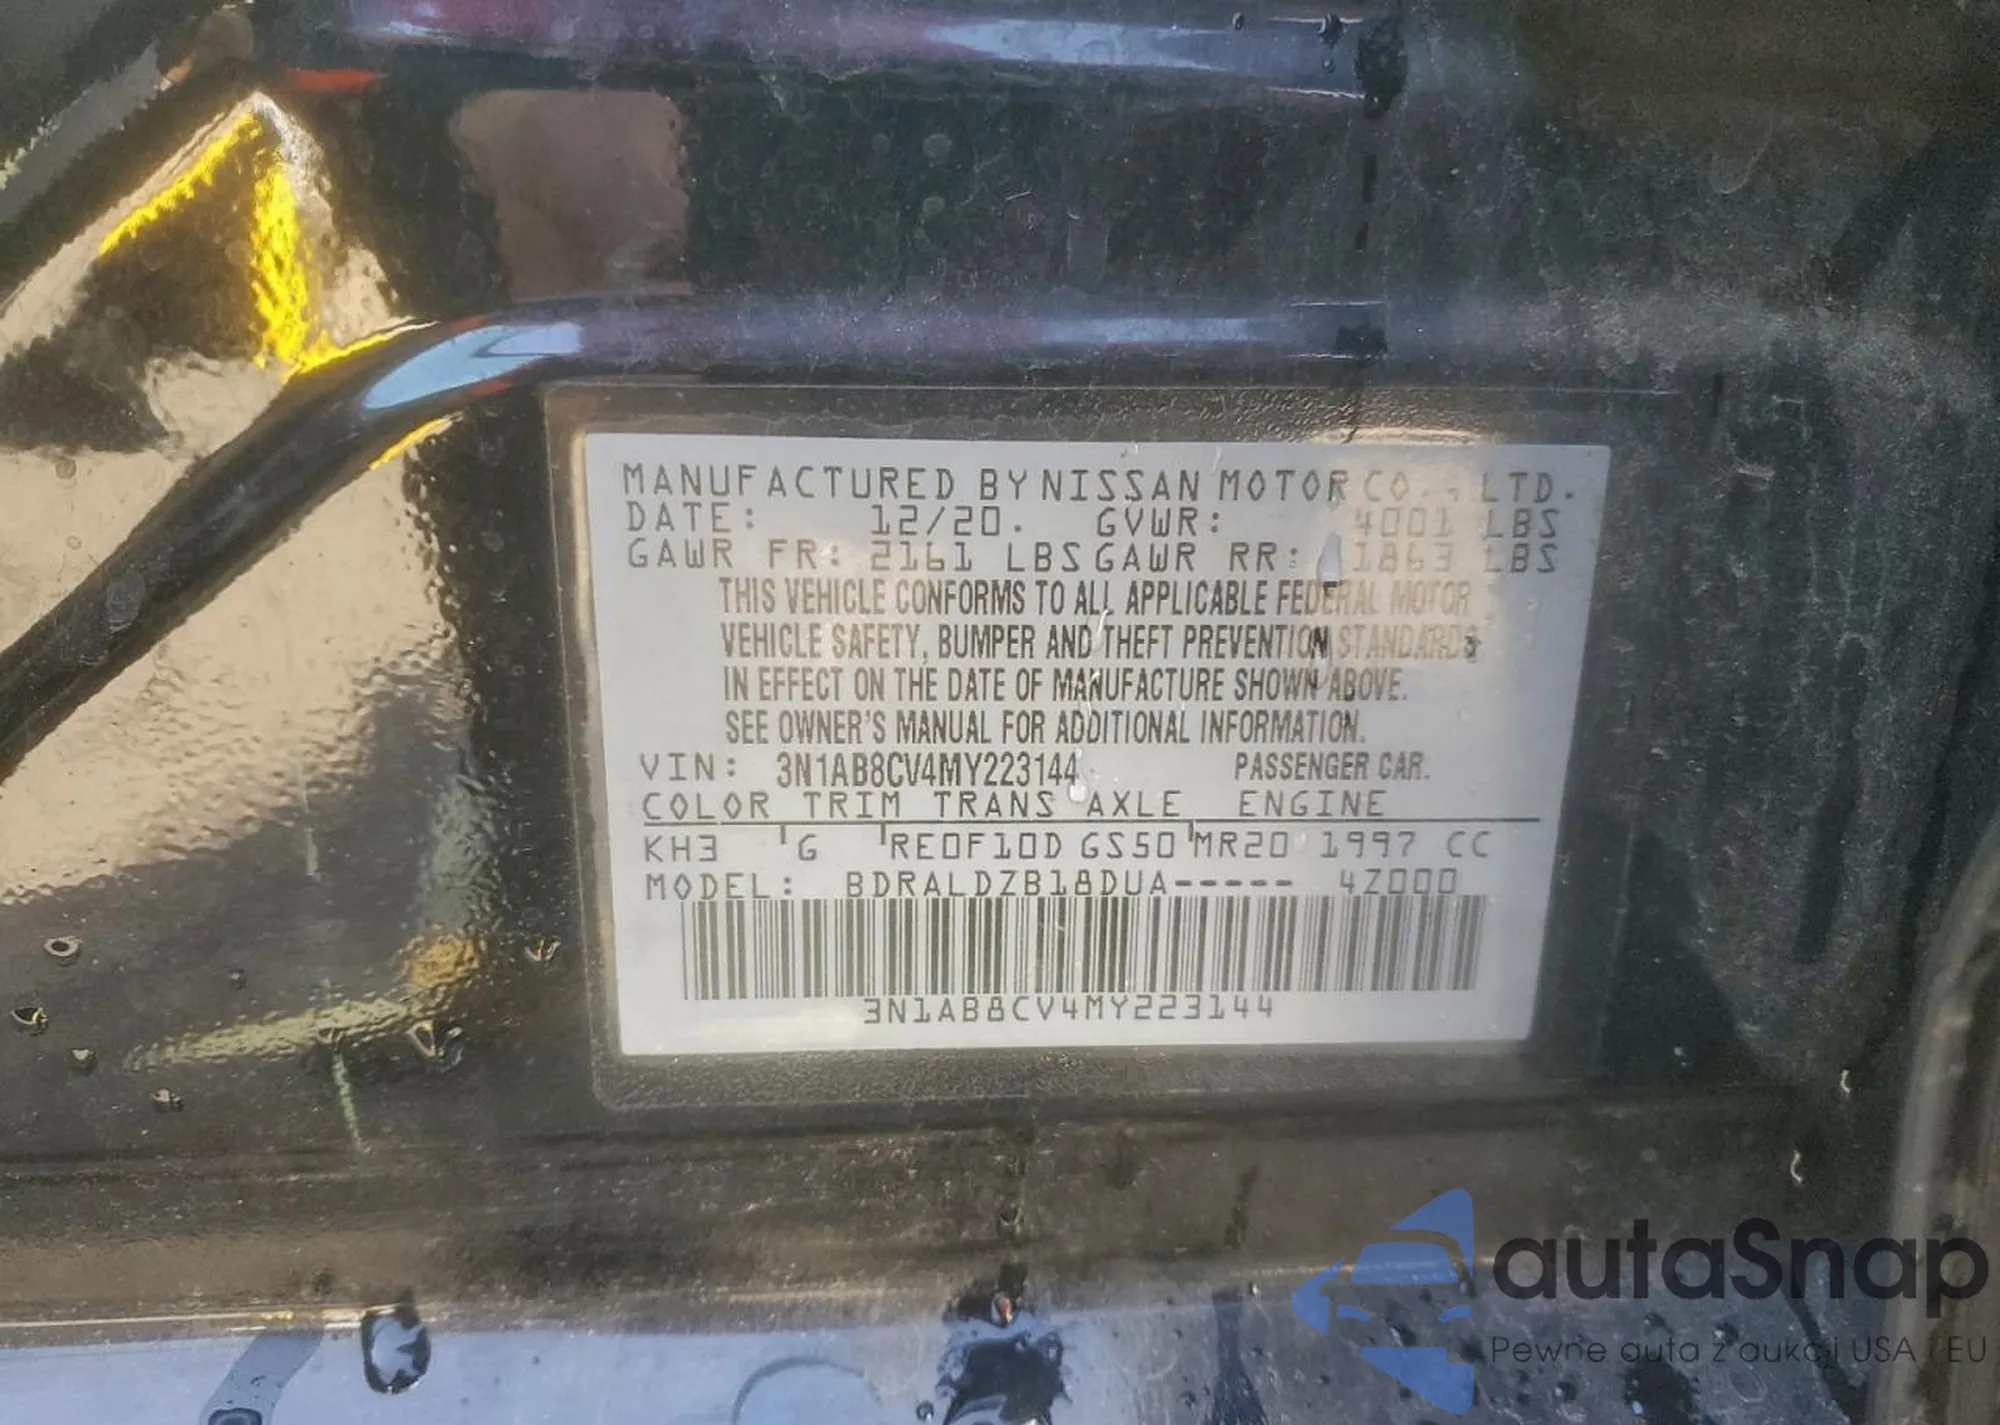 MANUFACTURED BY NISSAN MOTOR CO., LTD.
DATE: 12/20. GVWR: 4001 LBS
GAWR FR: 2161 LBS GAWR RR: 1863 LBS
THIS VEHICLE CONFORMS TO ALL APPLICABLE FEDERAL MOTOR
VEHICLE SAFETY, BUMPER AND THEFT PREVENTION STANDARDS
IN EFFECT ON THE DATE OF MANUFACTURE SHOWN ABOVE.
SEE OWNER'S MANUAL FOR ADDITIONAL INFORMATION.
VIN: 3N1AB8CV4MY223144 PASSENGER CAR.
COLOR TRIM TRANS AXLE ENGINE
KH3 G RE0F10D GS50 MR20 1997 CC
MODEL: BDRALDZB18DUA----- 4Z000
3N1AB8CV4MY223144
autaSnap
Pewne auta z aukcji USA i EU